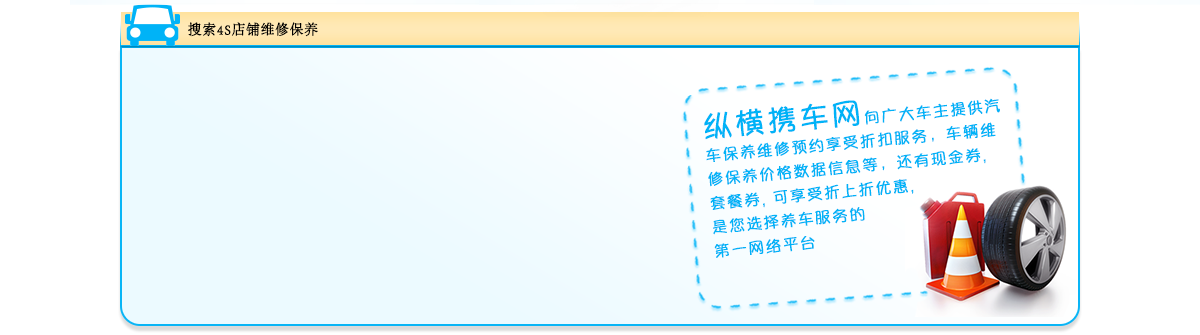 搜索4S店铺维修保养
纵横携车网向广大车主提供汽
车保养维修预约享受折扣服务，车辆维
修保养价格数据信息等，还有现金券，
套餐券，可享受折上折优惠，
是您选择养车服务的
第一网络平台